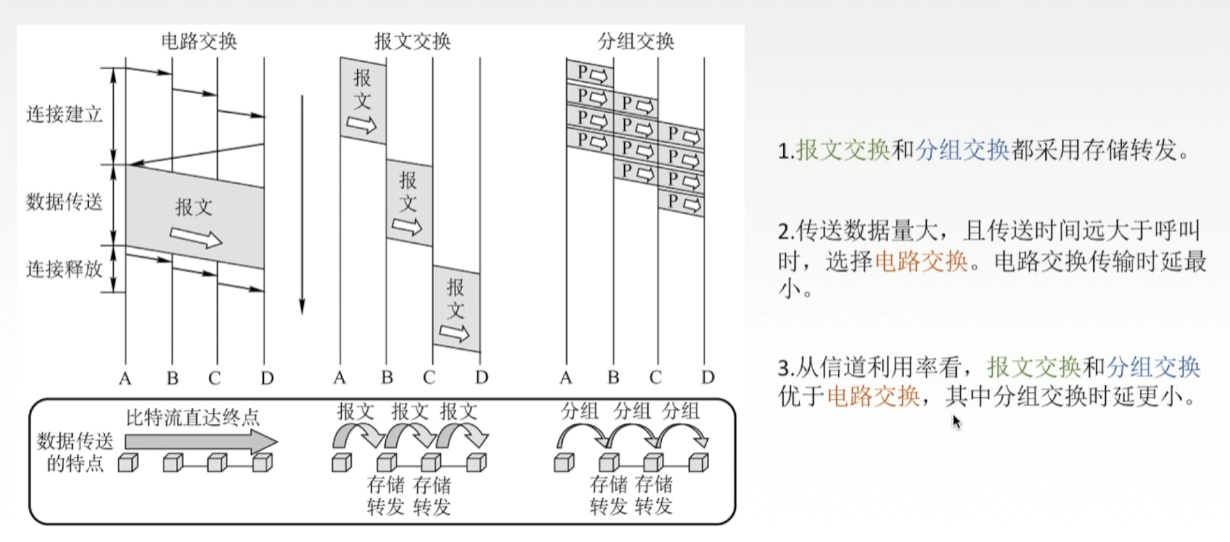 电路交换
报文交换
分组交换
连接建立
数据传送
连接释放
报文
A B C D
报
文
报
文
报
文
A B C D
P
P
P P
P P P
P P
P P
P
A B C D
数据传送
的特点
比特流直达终点
报文 报文 报文
存储 存储
转发 转发
分组 分组 分组
存储 存储
转发 转发
1.报文交换和分组交换都采用存储转发。
2.传送数据量大，且传送时间远大于呼叫
时，选择电路交换。电路交换传输时延最
小。
3.从信道利用率看，报文交换和分组交换
优于电路交换，其中分组交换时延更小。